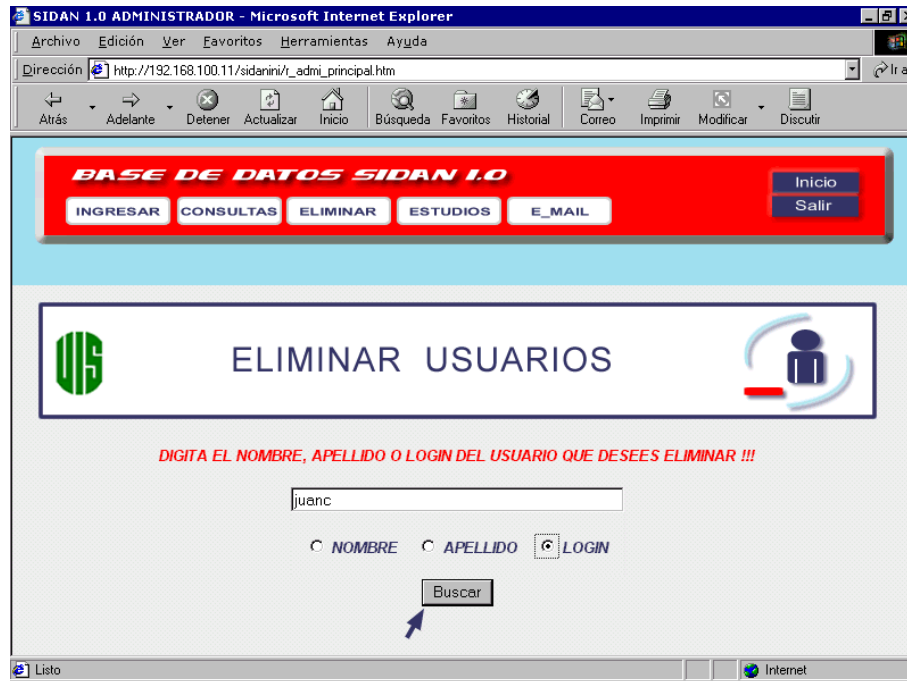 SIDAN 1.0 ADMINISTRADOR - Microsoft Internet Explorer
Archivo Edición Ver Favoritos Herramientas Ayuda
Dirección http://192.168.100.11/sidanini/r_admi_principal.htm Ir a
Atrás Adelante Detener Actualizar Inicio Búsqueda Favoritos Historial Correo Imprimir Modificar Discutir
BASE DE DATOS SIDAN 1.0
Inicio
INGRESAR CONSULTAS ELIMINAR ESTUDIOS E_MAIL Salir
UIS ELIMINAR USUARIOS
DIGITA EL NOMBRE, APELLIDO O LOGIN DEL USUARIO QUE DESEES ELIMINAR !!!
juanc
NOMBRE APELLIDO LOGIN
Buscar
Listo Internet